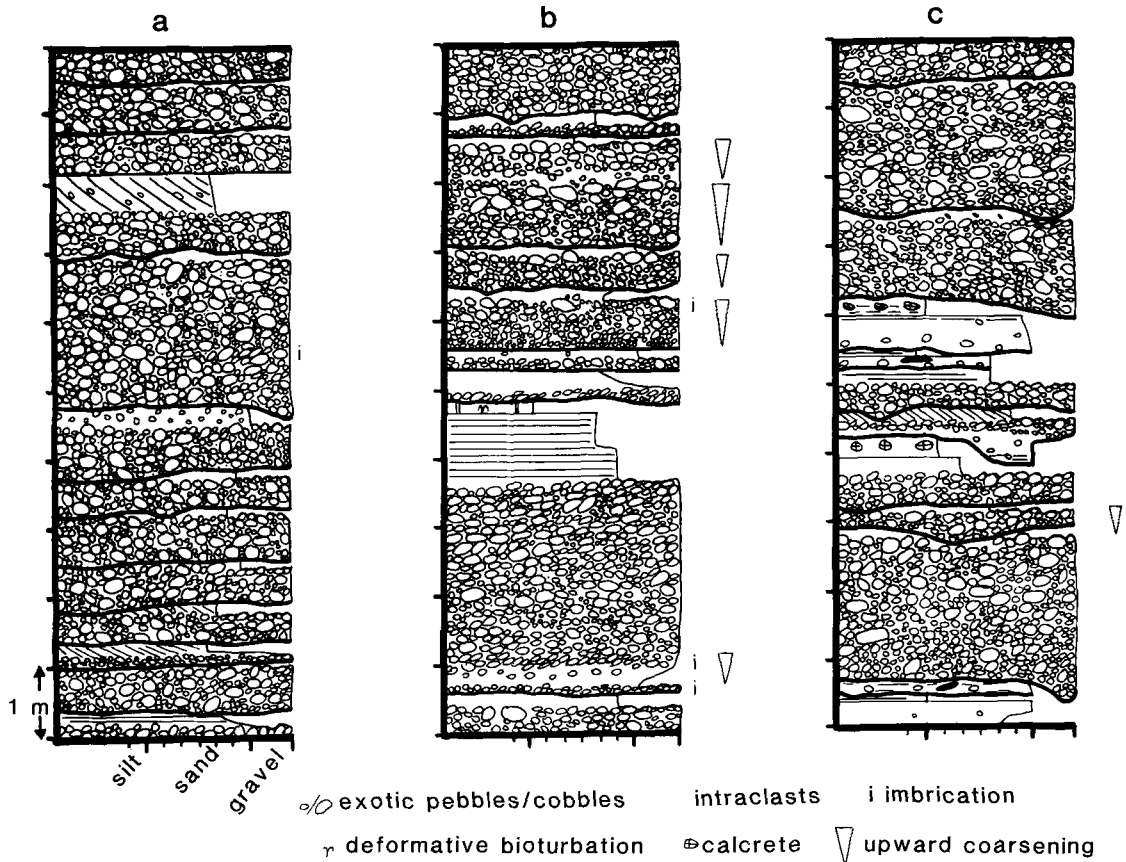 a b c
i
i
i
i
1 m
silt sand gravel
exotic pebbles/cobbles intraclasts i imbrication
deformative bioturbation calcrete upward coarsening